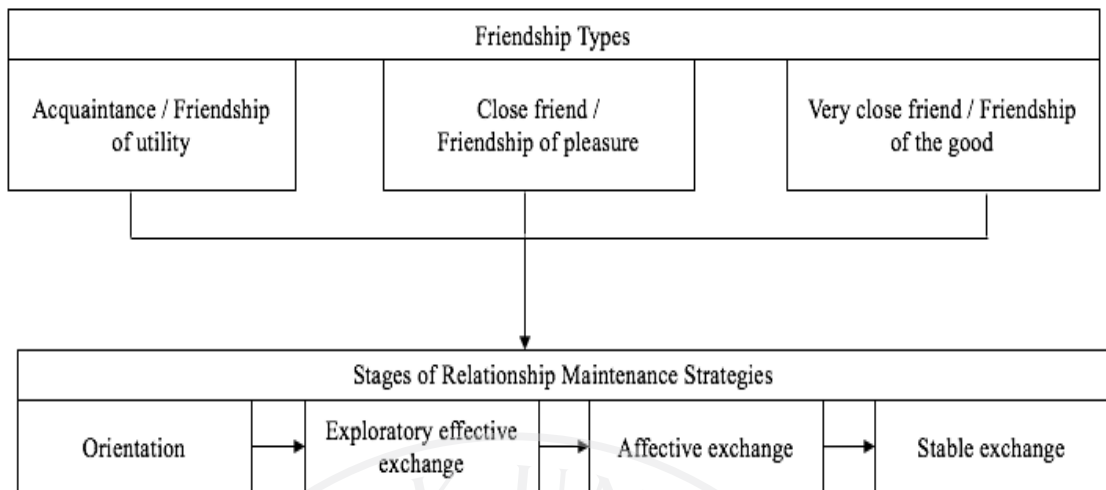 Friendship Types
Acquaintance / Friendship
of utility
Close friend /
Friendship of pleasure
Very close friend / Friendship
of the good
Stages of Relationship Maintenance Strategies
Orientation
Exploratory effective
exchange
Affective exchange
Stable exchange